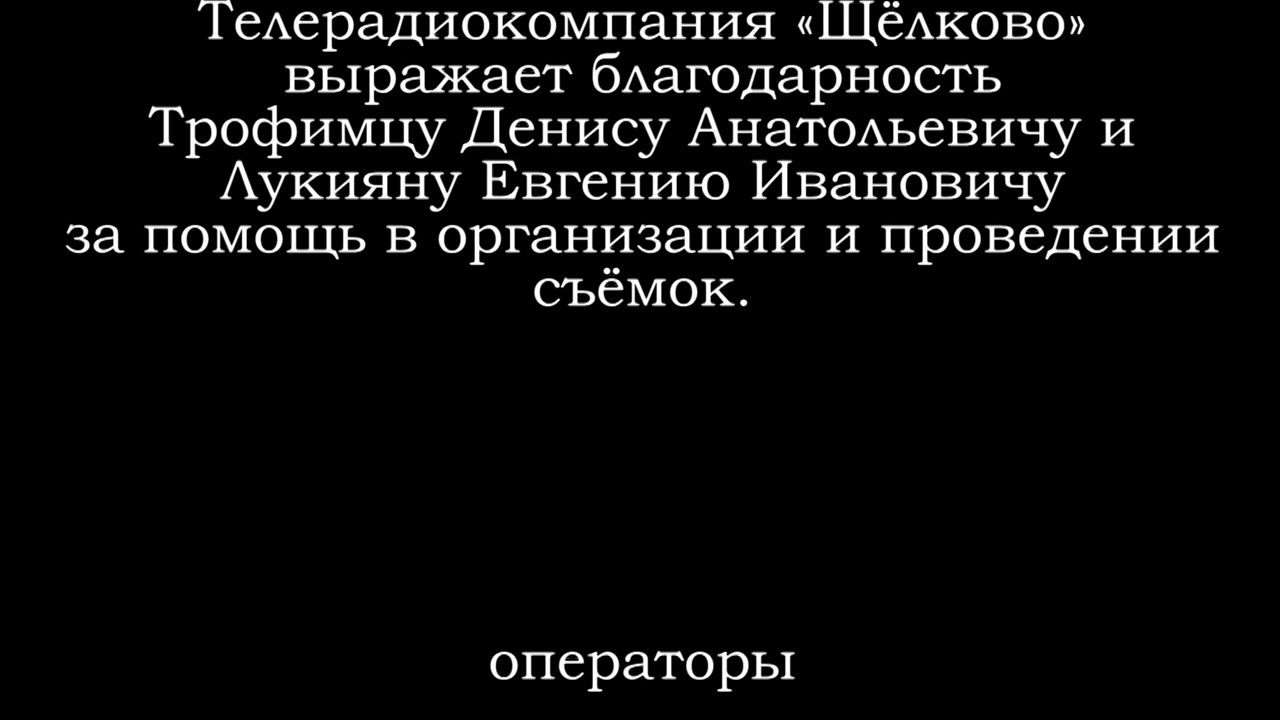 Телерадиокомпания «Щёлково»
выражает благодарность
Трофимцу Денису Анатольевичу и
Лукияну Евгению Ивановичу
за помощь в организации и проведении
съёмок.
операторы